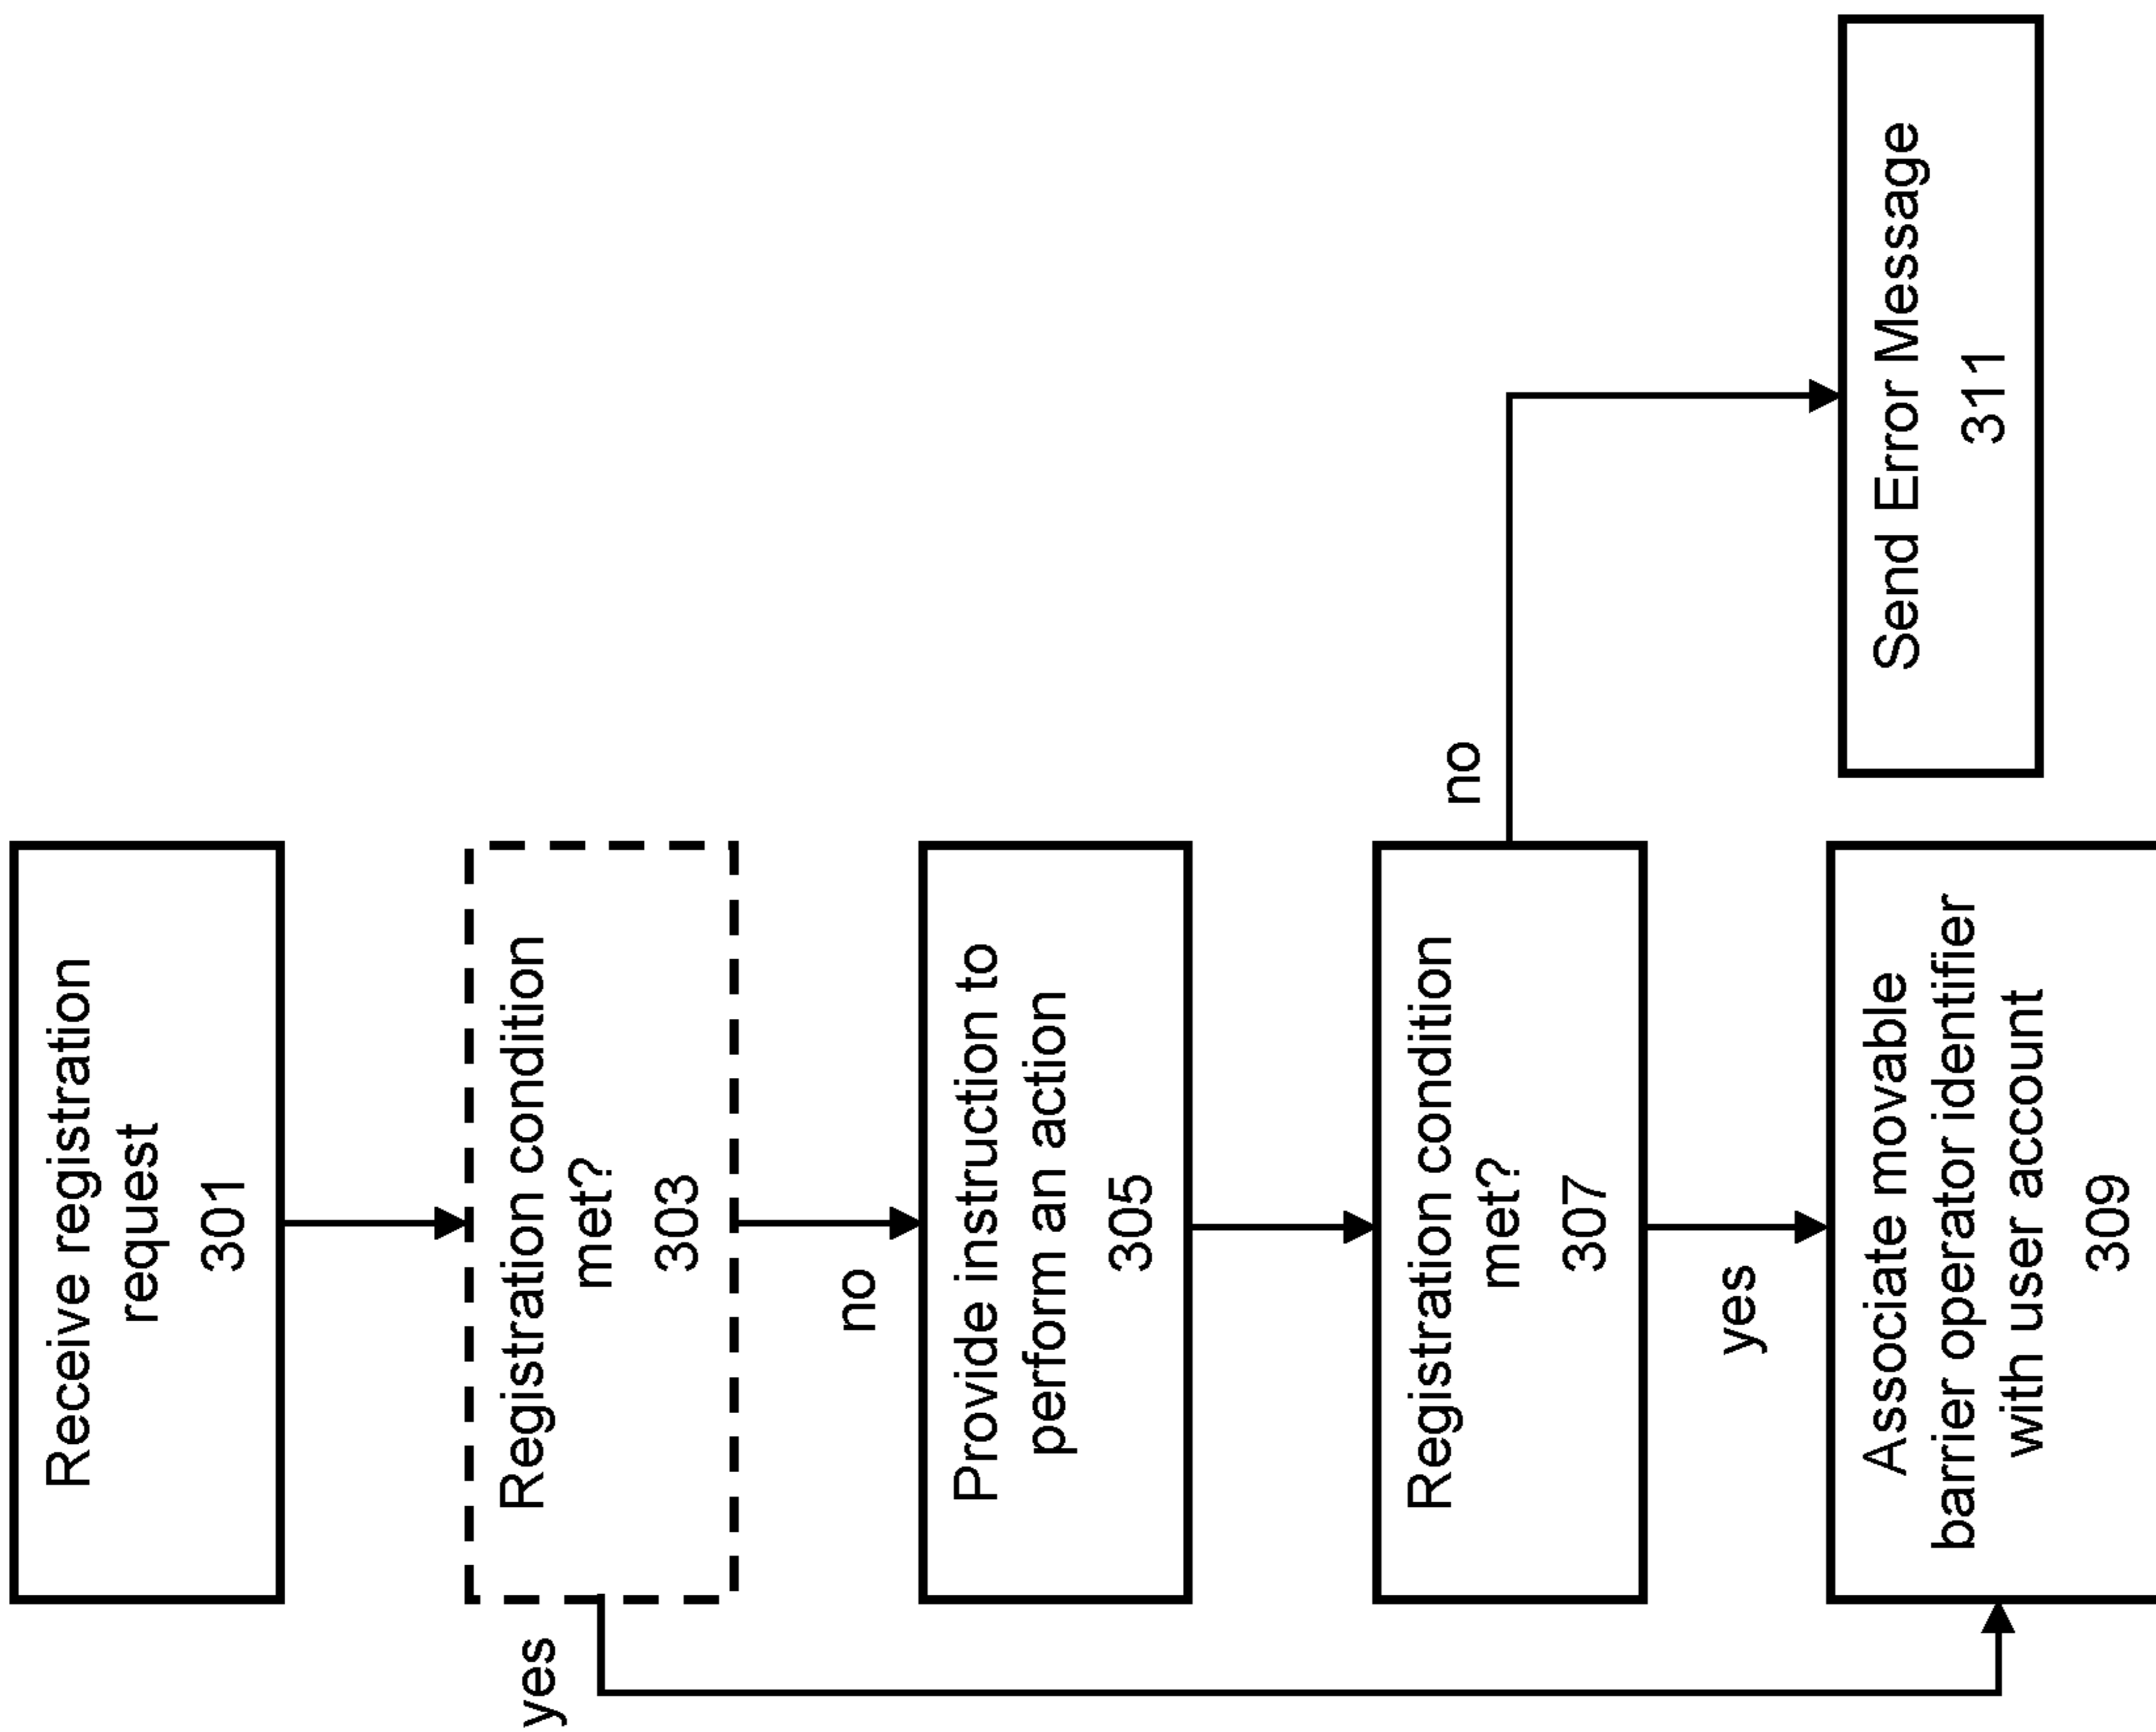 Receive registration
request
301
yes
Registration condition
met?
303
no
Provide instruction to
perform an action
305
Registration condition
met?
307
no
yes
Associate movable
barrier operator identifier
with user account
309
Send Error Message
311